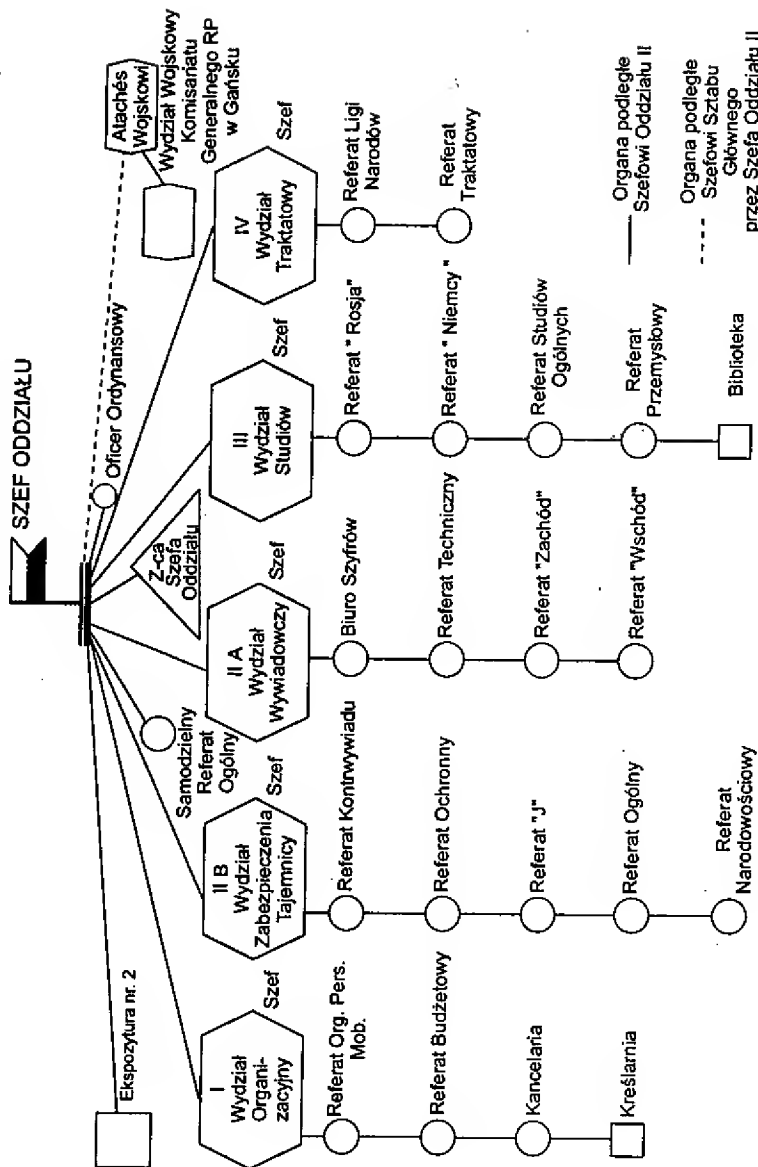 SZEF ODDZIAŁU
Ekspozytura nr. 2
Samodzielny
Referat
Ogólny
Z-ca
Szefa
Oddziału
Oficer Ordynansowy
Atachés
Wojskowi
Wydział Wojskowy
Komisariatu
Generalnego RP
w Gańsku
I
Wydział
Organi-
zacyjny
Szef
Referat Org. Pers.
Mob.
Referat Budżetowy
Kancelaria
Kreślarnia
II B
Wydział
Zabezpieczenia
Tajemnicy
Szef
Referat Kontrwywiadu
Referat Ochronny
Referat "J"
Referat Ogólny
Referat
Narodowościowy
II A
Wydział
Wywiadowczy
Szef
Biuro Szyfrów
Referat Techniczny
Referat "Zachód"
Referat "Wschód"
III
Wydział
Studiów
Szef
Referat " Rosja"
Referat " Niemcy "
Referat Studiów
Ogólnych
Referat
Przemysłowy
Biblioteka
IV
Wydział
Traktatowy
Szef
Referat Ligi
Narodów
Referat
Traktatowy
Organa podległe
Szefowi Oddziału II
Organa podległe
Szefowi Sztabu
Głównego
przez Szefa Oddziału II